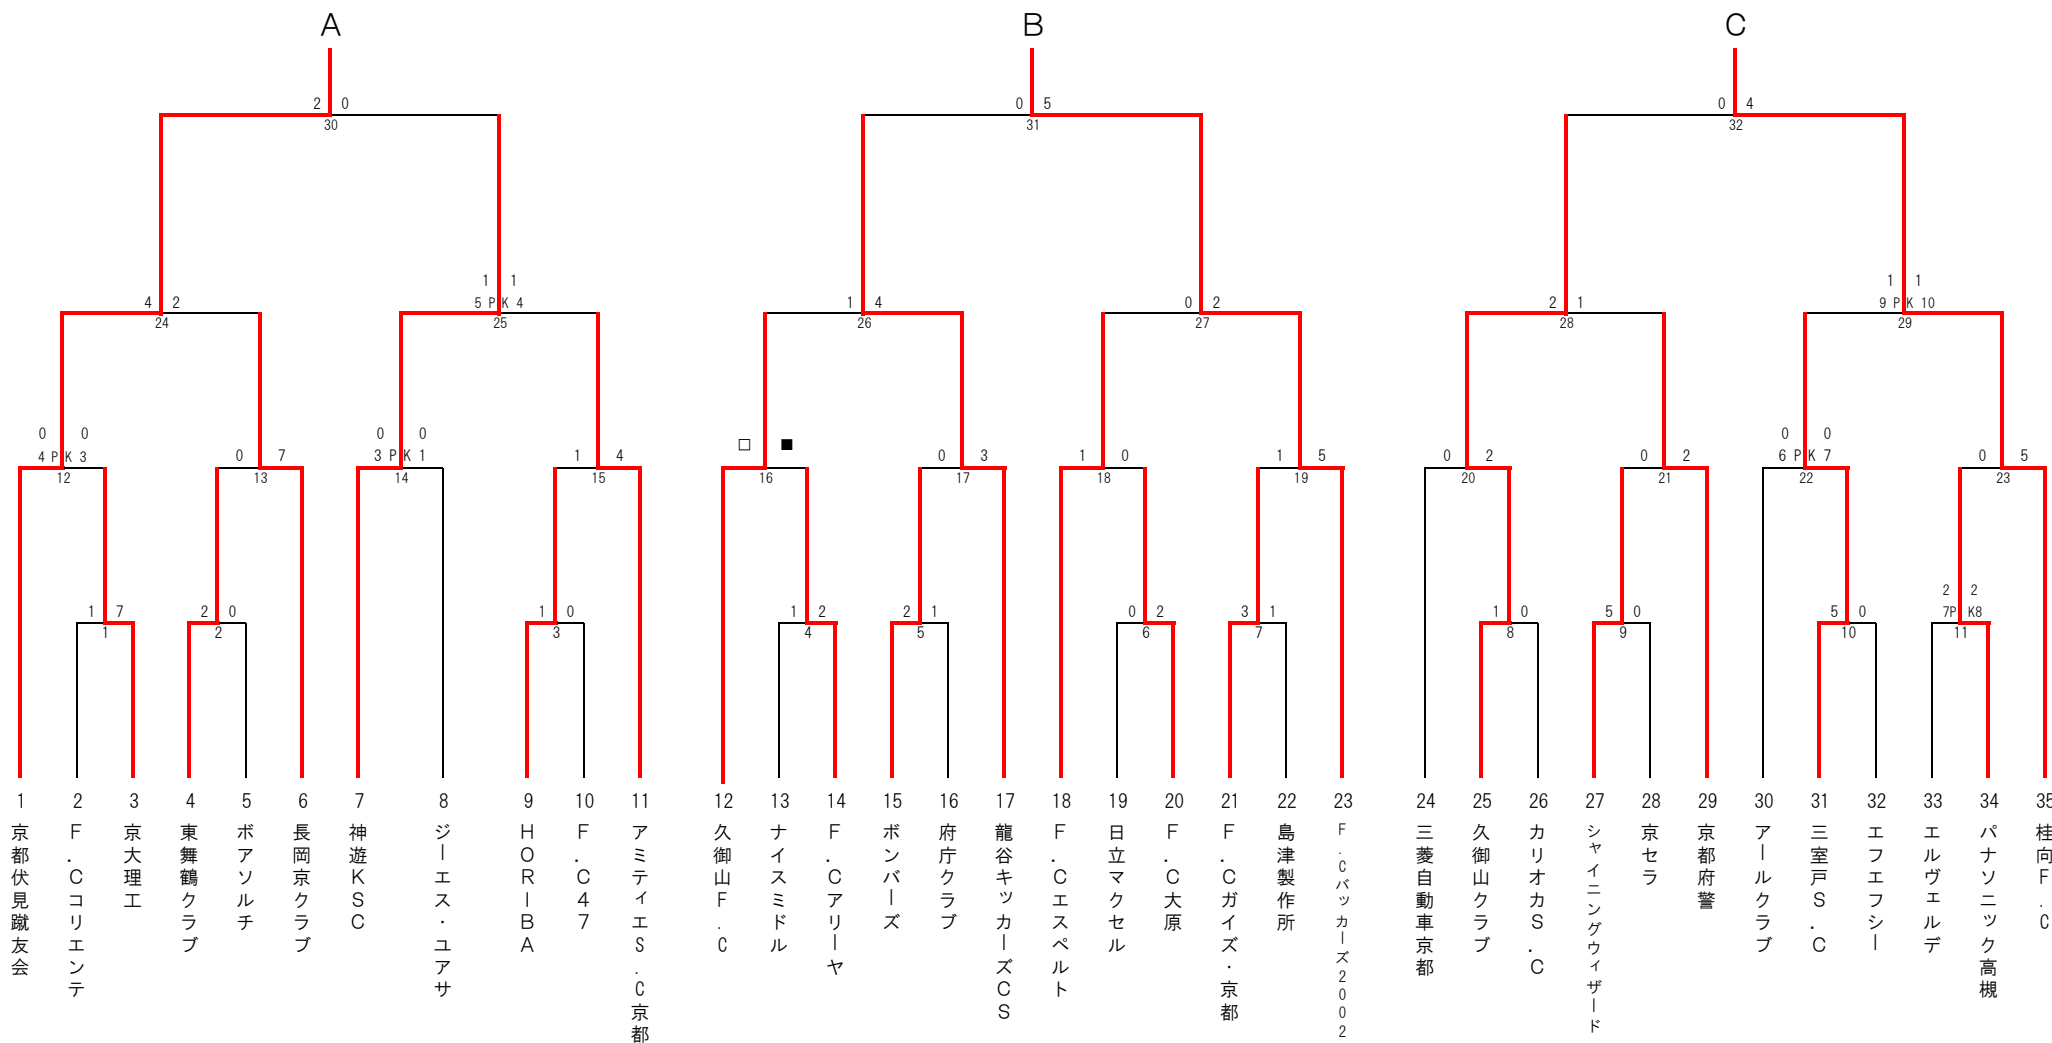 A B C
2 0 0 5 0 4
30 31 32
1 1 1 1
4 2 5 PK 4 1 4 0 2 2 1 9 PK 10
24 25 26 27 28 29
0 0 0 0 □ ■ 0 0
4 PK 3 0 7 3 PK 1 1 4 0 3 1 0 1 5 0 2 0 2 6 PK 7 0 5
12 13 14 15 16 17 18 19 20 21 22 23
2 2
1 7 2 0 1 0 1 2 2 1 0 2 3 1 1 0 5 0 5 0 7P K8
1 2 3 4 5 6 7 8 9 10 11
1 2 3 4 5 6 7 8 9 10 11 12 13 14 15 16 17 18 19 20 21 22 23 24 25 26 27 28 29 30 31 32 33 34 35
京都伏見蹴友会
F.Cコリエンテ
京大理工
東舞鶴クラブ
ボアソルチ
長岡京クラブ
神遊KSC
ジーエス・ユアサ
HORIBA
F.C47
アミティエS.C京都
久御山F.C
ナイスミドル
F.Cアリーヤ
ボンバーズ
府庁クラブ
龍谷キッカーズCS
F.Cエスペルト
日立マクセル
F.C大原
F.Cガイズ・京都
島津製作所
F.Cバッカーズ2002
三菱自動車京都
久御山クラブ
カリオカS.C
シャイニングウィザード
京セラ
京都府警
アールクラブ
三室戸S.C
エフエフシー
エルヴェルデ
パナソニック高槻
桂向F.C